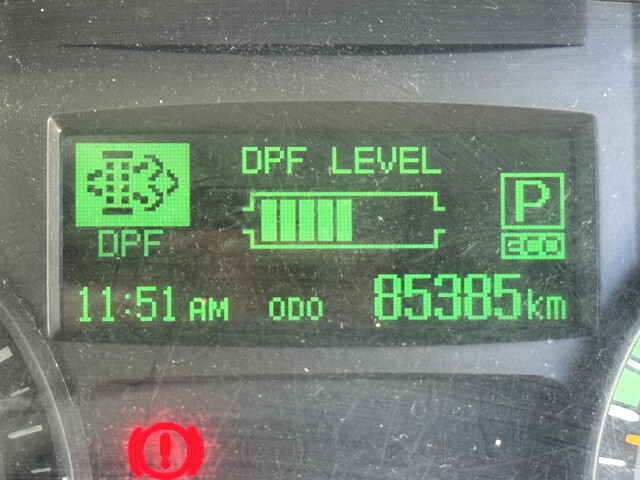 DPF LEVEL
DPF
P
ECO
11:51 AM ODO 85385km
!